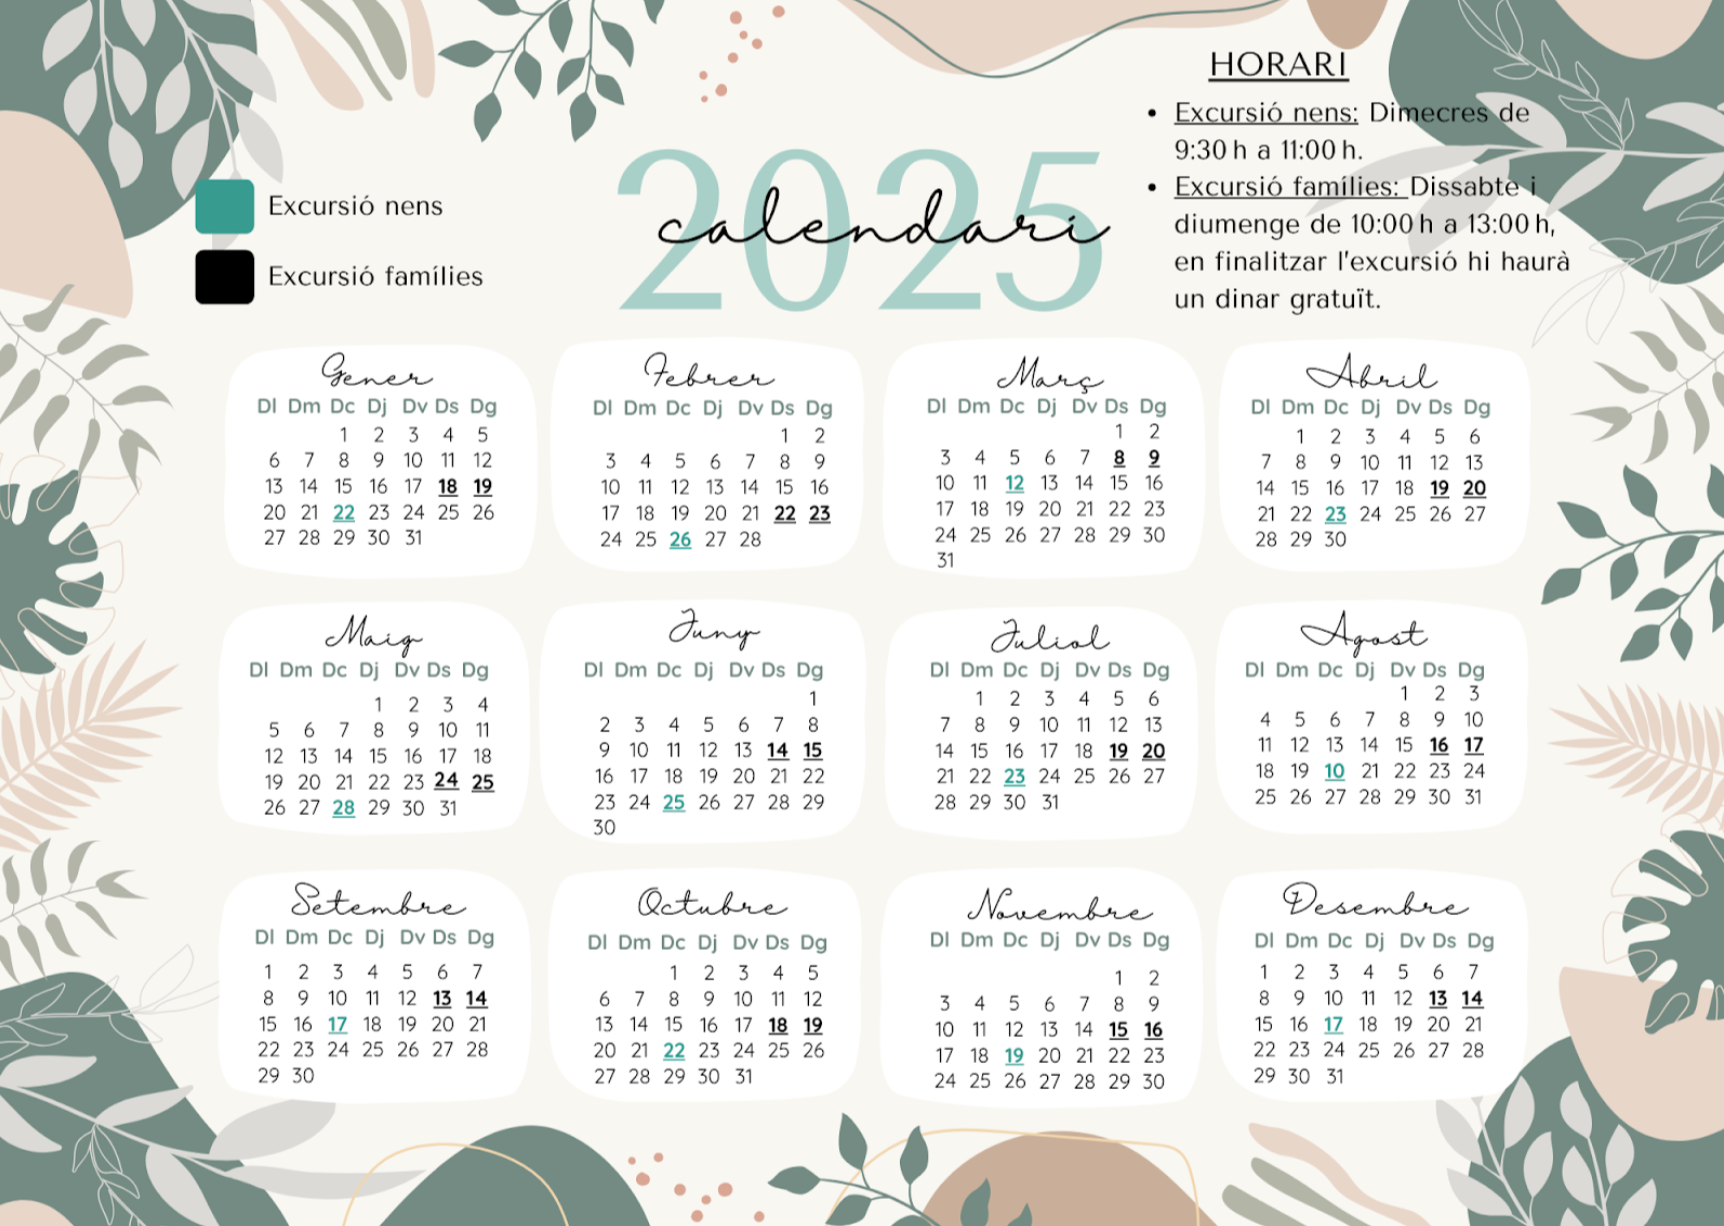 HORARI
• Excursió nens: Dimecres de
9:30 h a 11:00 h.
• Excursió famílies: Dissabte i
diumenge de 10:00 h a 13:00 h,
en finalitzar l'excursió hi haurà
un dinar gratuït.
Excursió nens
Excursió famílies
2025
calendari
Gener
Dl Dm Dc Dj Dv Ds Dg
1 2 3 4 5
6 7 8 9 10 11 12
13 14 15 16 17 18 19
20 21 22 23 24 25 26
27 28 29 30 31
Febrer
Dl Dm Dc Dj Dv Ds Dg
1 2
3 4 5 6 7 8 9
10 11 12 13 14 15 16
17 18 19 20 21 22 23
24 25 26 27 28
Març
Dl Dm Dc Dj Dv Ds Dg
1 2
3 4 5 6 7 8 9
10 11 12 13 14 15 16
17 18 19 20 21 22 23
24 25 26 27 28 29 30
31
Abril
Dl Dm Dc Dj Dv Ds Dg
1 2 3 4 5 6
7 8 9 10 11 12 13
14 15 16 17 18 19 20
21 22 23 24 25 26 27
28 29 30
Maig
Dl Dm Dc Dj Dv Ds Dg
1 2 3 4
5 6 7 8 9 10 11
12 13 14 15 16 17 18
19 20 21 22 23 24 25
26 27 28 29 30 31
Juny
Dl Dm Dc Dj Dv Ds Dg
1
2 3 4 5 6 7 8
9 10 11 12 13 14 15
16 17 18 19 20 21 22
23 24 25 26 27 28 29
30
Juliol
Dl Dm Dc Dj Dv Ds Dg
1 2 3 4 5 6
7 8 9 10 11 12 13
14 15 16 17 18 19 20
21 22 23 24 25 26 27
28 29 30 31
Agost
Dl Dm Dc Dj Dv Ds Dg
1 2 3
4 5 6 7 8 9 10
11 12 13 14 15 16 17
18 19 10 21 22 23 24
25 26 27 28 29 30 31
Setembre
Dl Dm Dc Dj Dv Ds Dg
1 2 3 4 5 6 7
8 9 10 11 12 13 14
15 16 17 18 19 20 21
22 23 24 25 26 27 28
29 30
Octubre
Dl Dm Dc Dj Dv Ds Dg
1 2 3 4 5
6 7 8 9 10 11 12
13 14 15 16 17 18 19
20 21 22 23 24 25 26
27 28 29 30 31
Novembre
Dl Dm Dc Dj Dv Ds Dg
1 2
3 4 5 6 7 8 9
10 11 12 13 14 15 16
17 18 19 20 21 22 23
24 25 26 27 28 29 30
Desembre
Dl Dm Dc Dj Dv Ds Dg
1 2 3 4 5 6 7
8 9 10 11 12 13 14
15 16 17 18 19 20 21
22 23 24 25 26 27 28
29 30 31